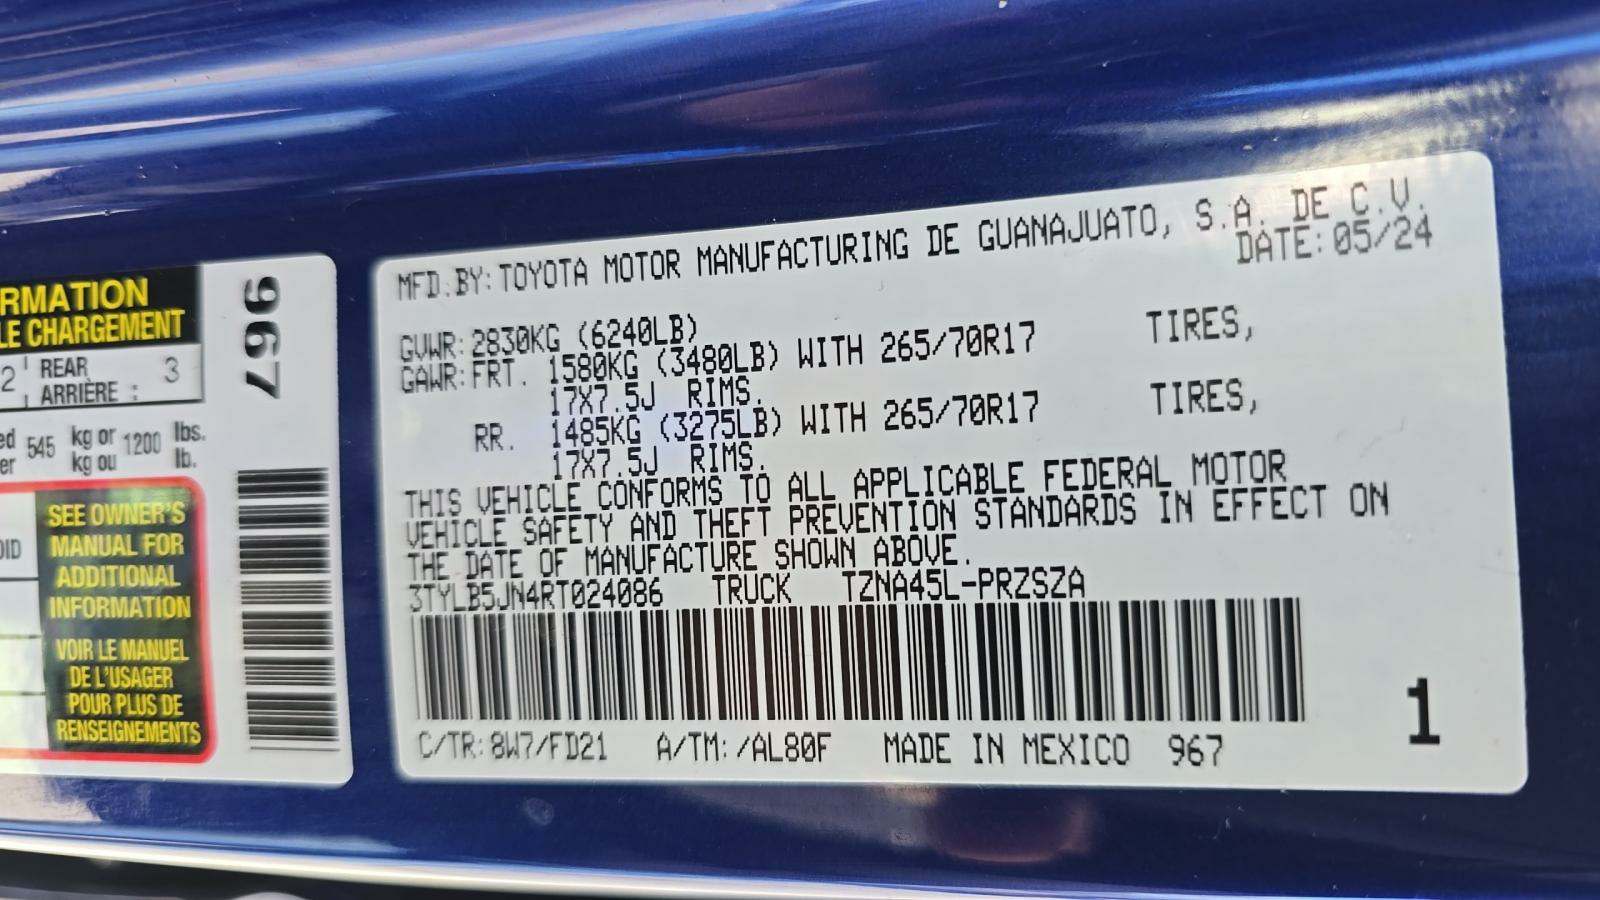 RMATION
LE CHARGEMENT
2 REAR 3
ARRIÈRE :
545 kg or 1200 lbs.
kg ou lb.
SEE OWNER'S
MANUAL FOR
ADDITIONAL
INFORMATION
VOIR LE MANUEL
DE L'USAGER
POUR PLUS DE
RENSEIGNEMENTS
967
MFD.BY:TOYOTA MOTOR MANUFACTURING DE GUANAJUATO, S.A. DE C.V.
DATE:05/24
GVWR:2830KG (6240LB)
GAWR:FRT. 1580KG (3480LB) WITH 265/70R17 TIRES,
17X7.5J RIMS.
RR. 1485KG (3275LB) WITH 265/70R17 TIRES,
17X7.5J RIMS.
THIS VEHICLE CONFORMS TO ALL APPLICABLE FEDERAL MOTOR
VEHICLE SAFETY AND THEFT PREVENTION STANDARDS IN EFFECT ON
THE DATE OF MANUFACTURE SHOWN ABOVE.
3TYLB5JN4RT024086 TRUCK TZNA45L-PRZSZA
C/TR:8W7/FD21 A/TM:/AL80F MADE IN MEXICO 967
1